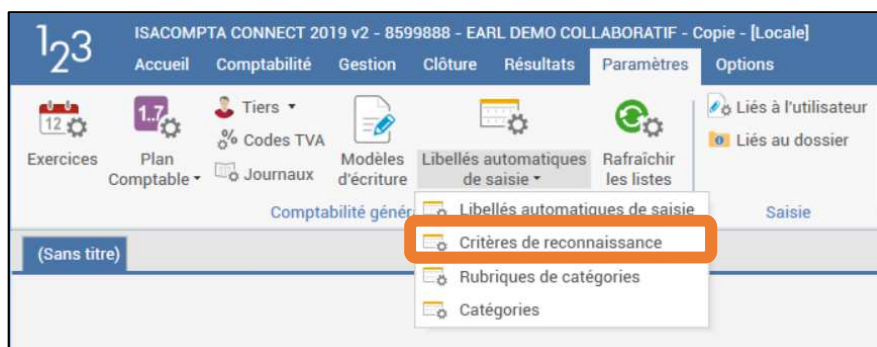 123
ISACOMPTA CONNECT 2019 v2 - 8599888 - EARL DEMO COLLABORATIF - Copie - [Locale]
Accueil Comptabilité Gestion Clôture Résultats Paramètres Options
12 1..7 Tiers Liés à l'utilisateur
% Codes TVA Liés au dossier
Exercices Plan Comptable Journaux Modèles d'écriture Libellés automatiques de saisie Rafraîchir les listes
Comptabilité génér Saisie
Libellés automatiques de saisie
Critères de reconnaissance
(Sans titre)
Rubriques de catégories
Catégories